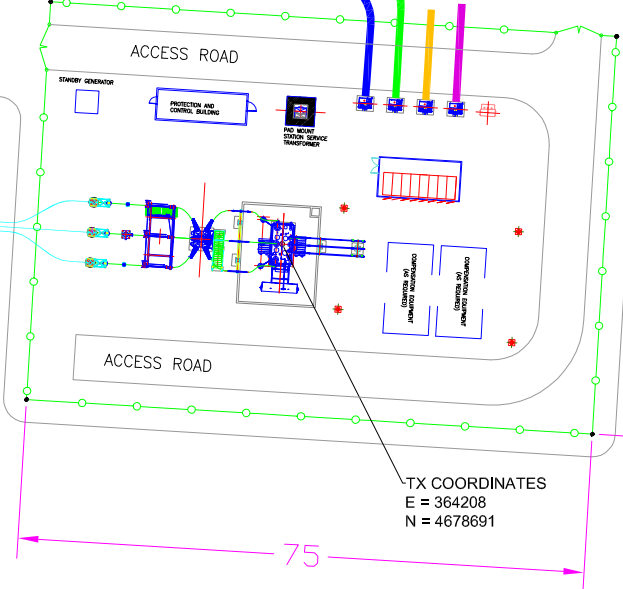 ACCESS ROAD
STANDBY GENERATOR
PROTECTION AND
CONTROL BUILDING
PAD MOUNT
STATION SERVICE
TRANSFORMER
COMPENSATION EQUIPMENT
(AS REQUIRED)
COMPENSATION EQUIPMENT
(AS REQUIRED)
ACCESS ROAD
TX COORDINATES
E = 364208
N = 4678691
75